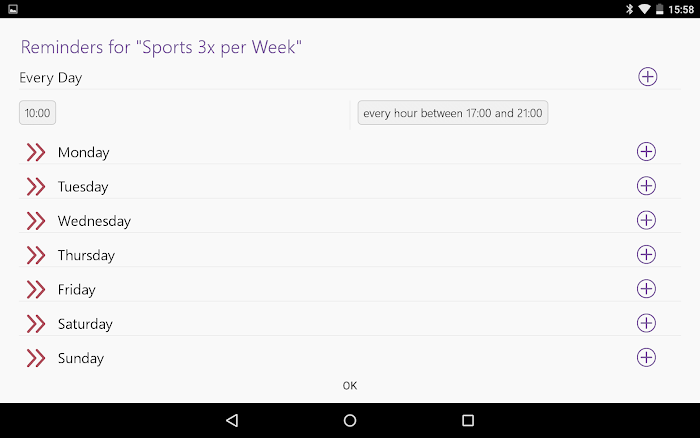 15:58
Reminders for "Sports 3x per Week"
Every Day
10:00
every hour between 17:00 and 21:00
Monday
Tuesday
Wednesday
Thursday
Friday
Saturday
Sunday
OK